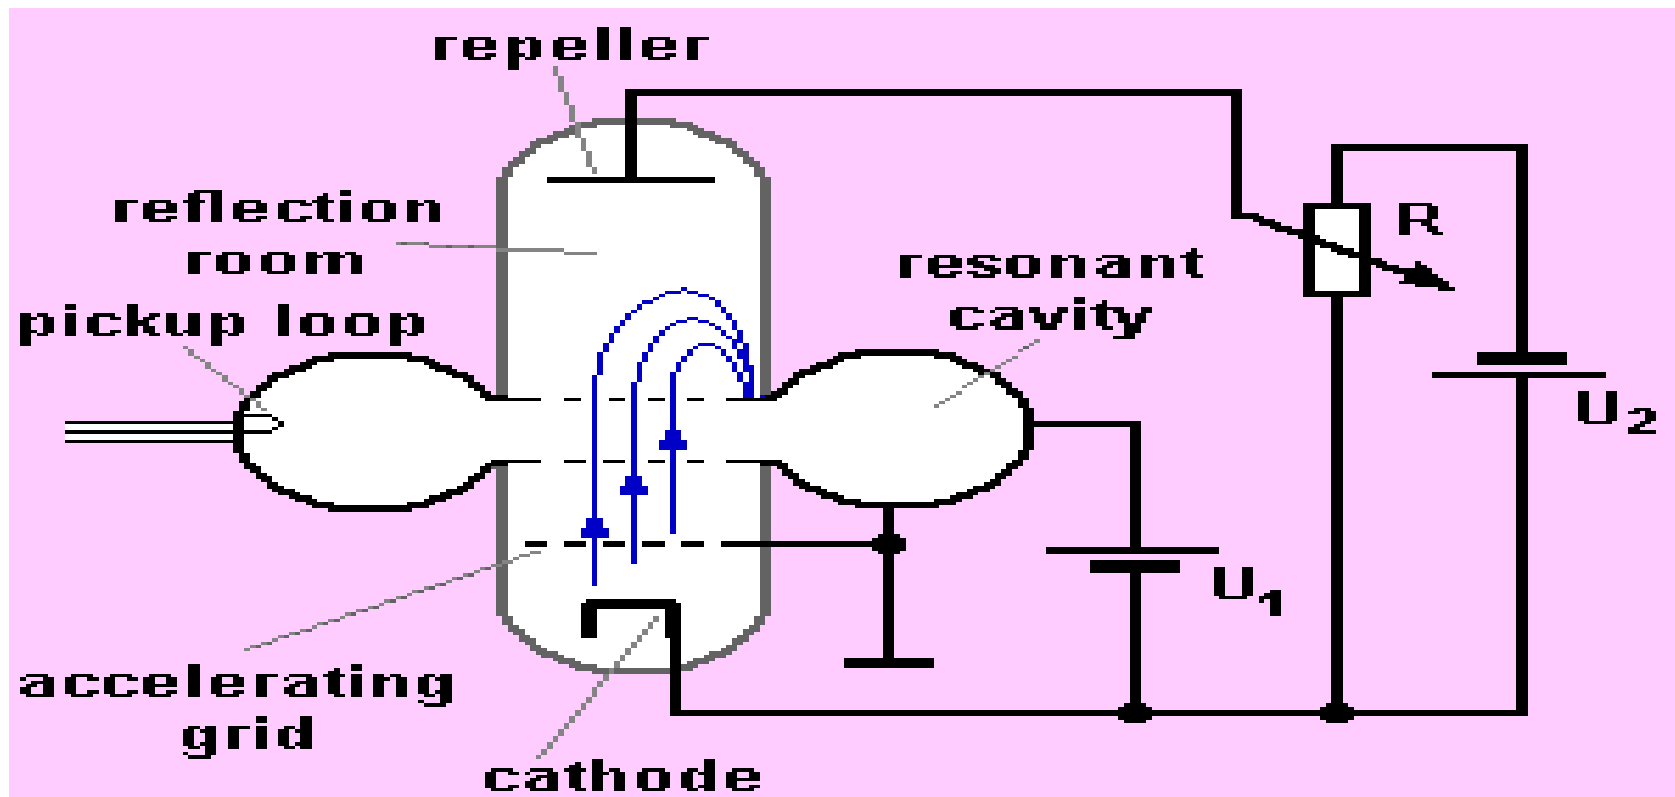 repeller
reflection
room
pickup loop
resonant
cavity
R
U2
U1
accelerating
grid
cathode